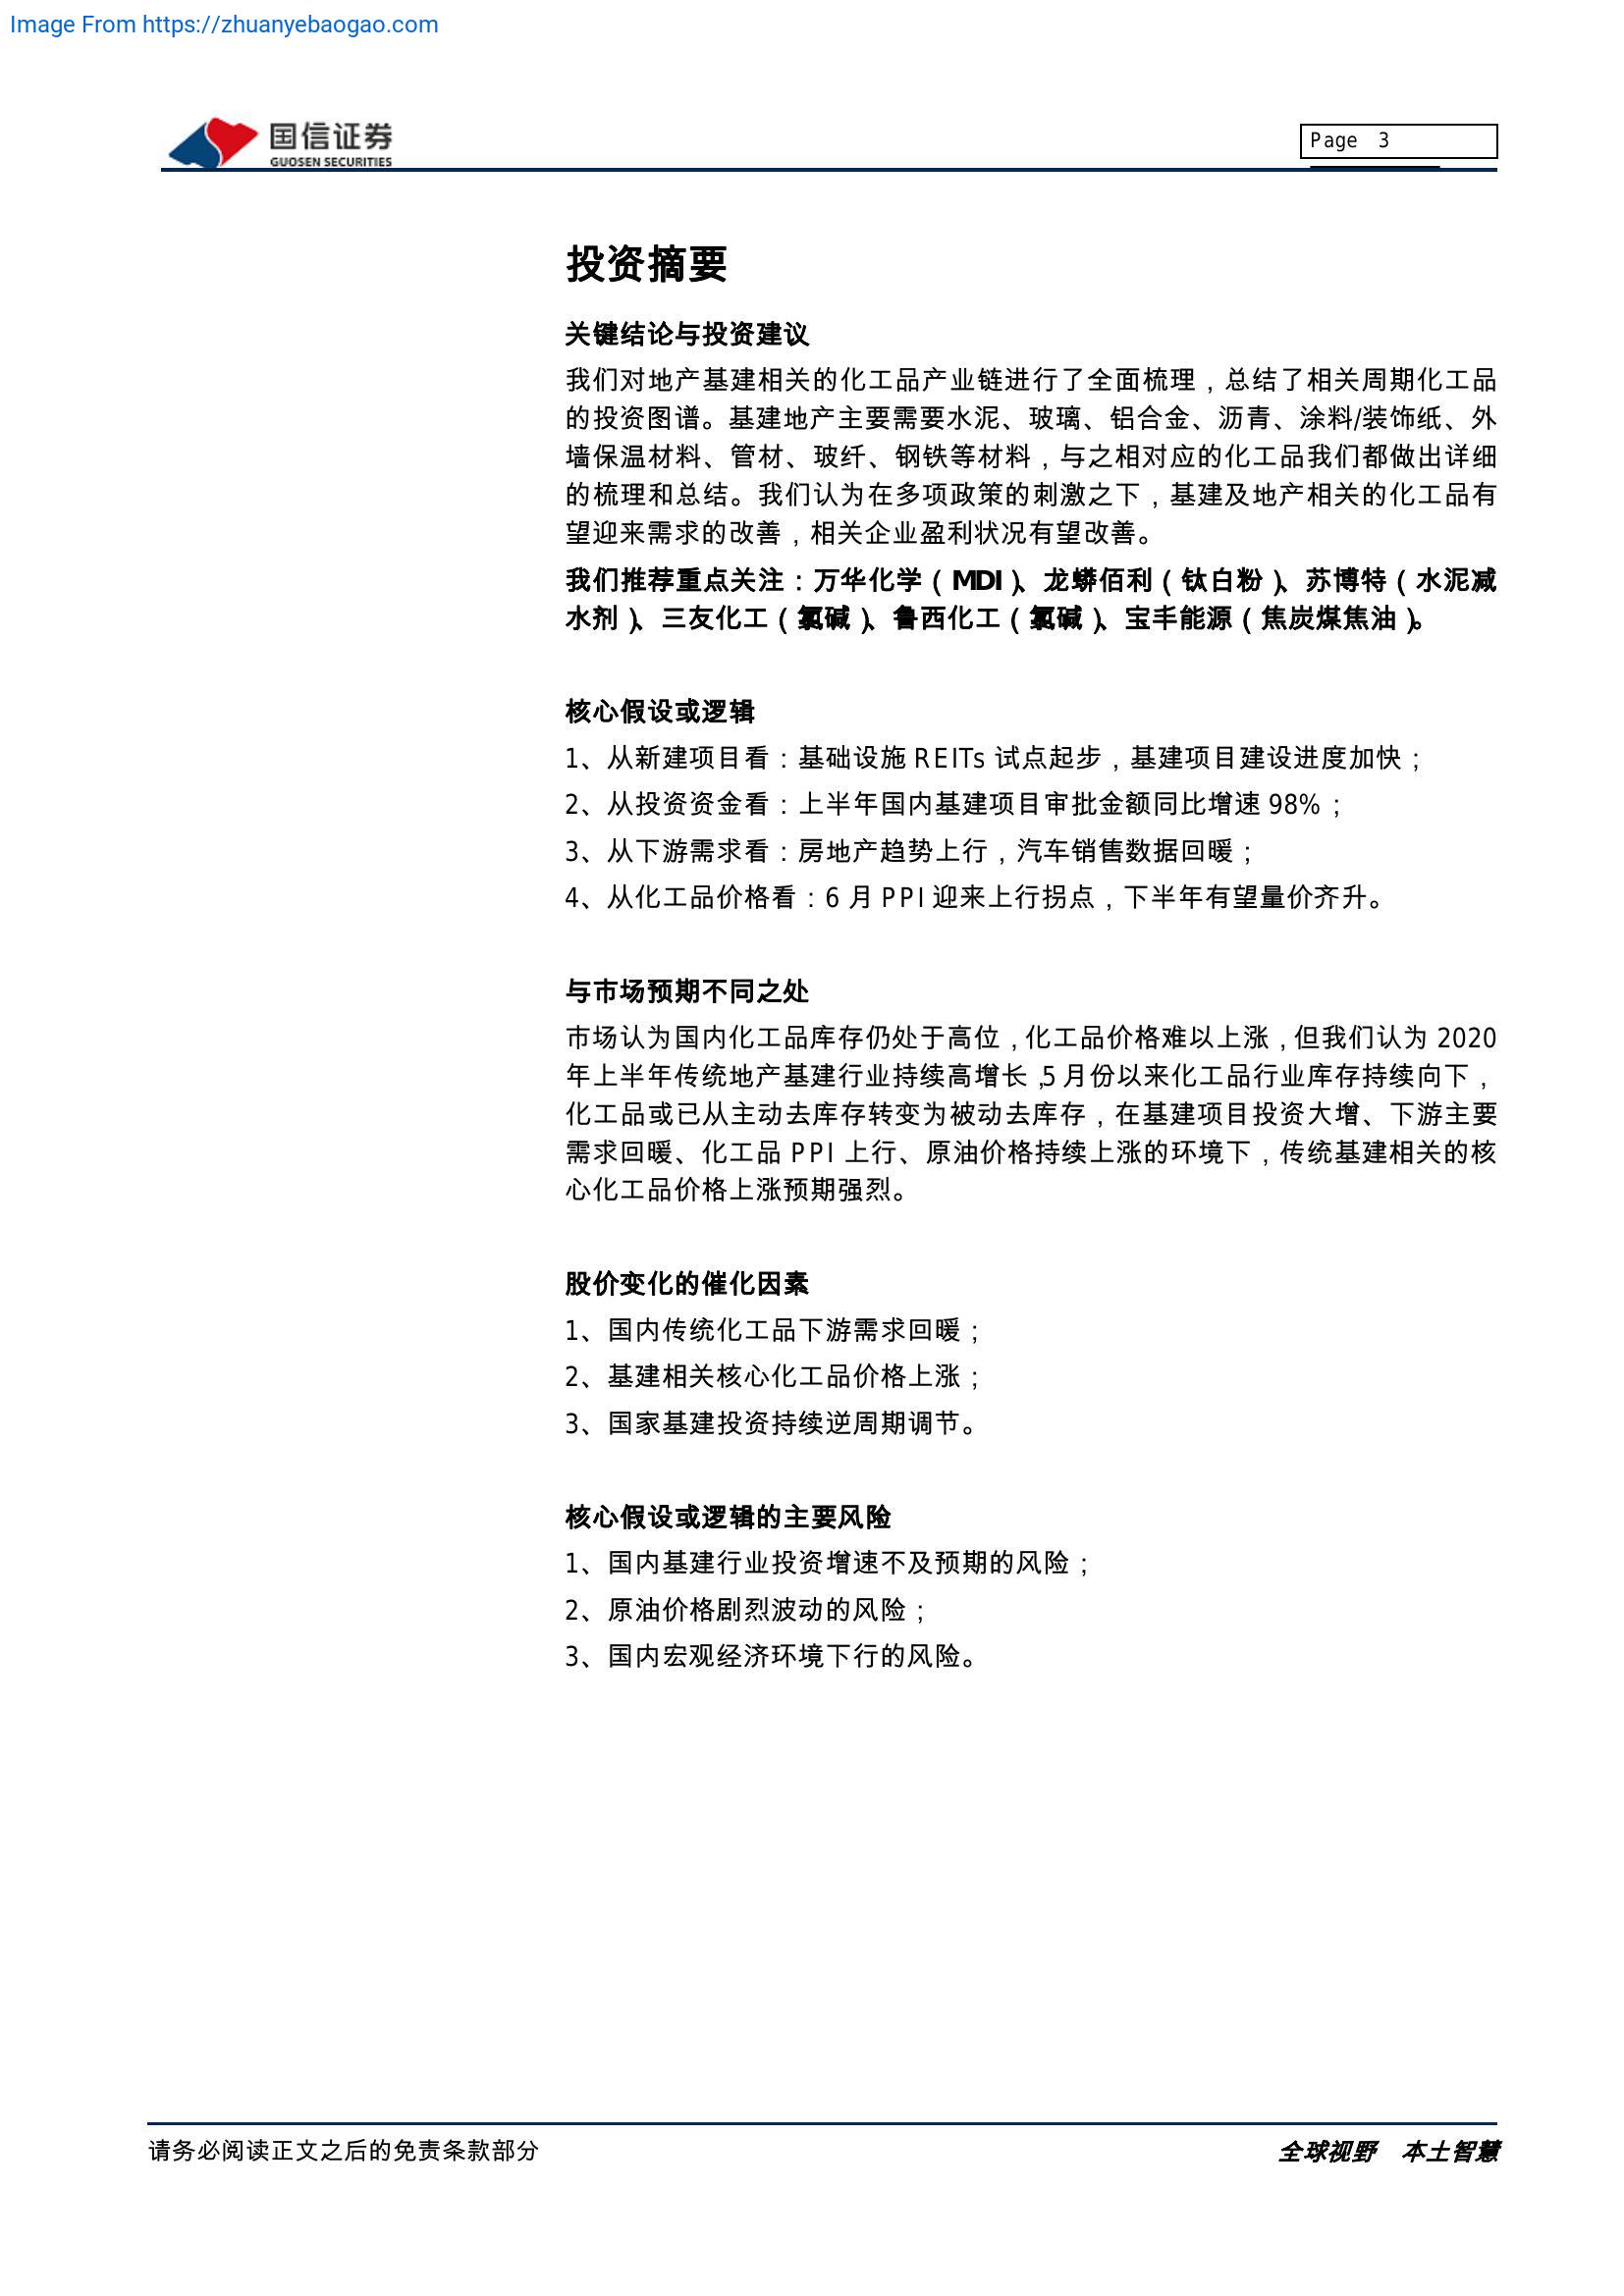 Image From https://zhuanyebaogao.com
国信证券
GUOSEN SECURITIES
Page 3
投资摘要
关键结论与投资建议
我们对地产基建相关的化工品产业链进行了全面梳理，总结了相关周期化工品
的投资图谱。基建地产主要需要水泥、玻璃、铝合金、沥青、涂料/装饰纸、外
墙保温材料、管材、玻纤、钢铁等材料，与之相对应的化工品我们都做出详细
的梳理和总结。我们认为在多项政策的刺激之下，基建及地产相关的化工品有
望迎来需求的改善，相关企业盈利状况有望改善。
我们推荐重点关注：万华化学（MDI）、龙蟒佰利（钛白粉）、苏博特（水泥减
水剂）、三友化工（氯碱）、鲁西化工（氯碱）、宝丰能源（焦炭煤焦油）。
核心假设或逻辑
1、从新建项目看：基础设施 REITs 试点起步，基建项目建设进度加快；
2、从投资资金看：上半年国内基建项目审批金额同比增速 98%；
3、从下游需求看：房地产趋势上行，汽车销售数据回暖；
4、从化工品价格看：6 月 PPI 迎来上行拐点，下半年有望量价齐升。
与市场预期不同之处
市场认为国内化工品库存仍处于高位，化工品价格难以上涨，但我们认为 2020
年上半年传统地产基建行业持续高增长，5 月份以来化工品行业库存持续向下，
化工品或已从主动去库存转变为被动去库存，在基建项目投资大增、下游主要
需求回暖、化工品 PPI 上行、原油价格持续上涨的环境下，传统基建相关的核
心化工品价格上涨预期强烈。
股价变化的催化因素
1、国内传统化工品下游需求回暖；
2、基建相关核心化工品价格上涨；
3、国家基建投资持续逆周期调节。
核心假设或逻辑的主要风险
1、国内基建行业投资增速不及预期的风险；
2、原油价格剧烈波动的风险；
3、国内宏观经济环境下行的风险。
请务必阅读正文之后的免责条款部分
全球视野 本土智慧